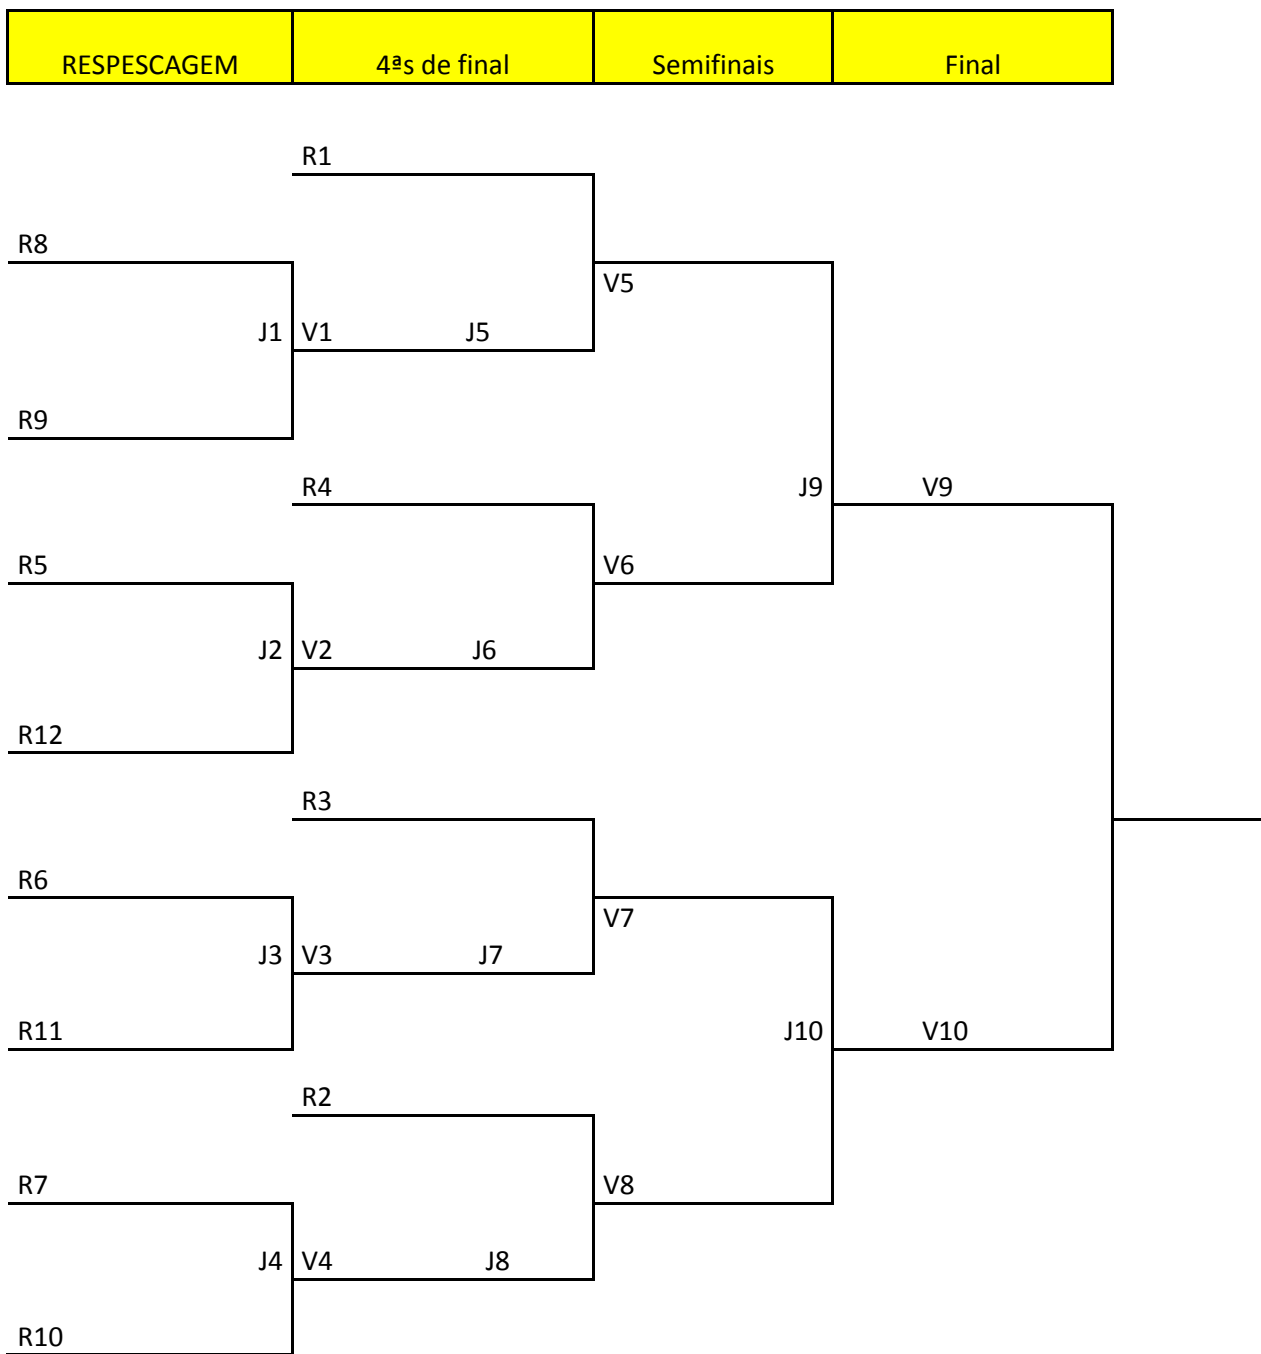 RESPESCAGEM 4ªs de final Semifinais Final
R1
R8
V5
J1 V1 J5
R9
R4 J9 V9
R5 V6
J2 V2 J6
R12
R3
R6
V7
J3 V3 J7
R11 J10 V10
R2
R7 V8
J4 V4 J8
R10